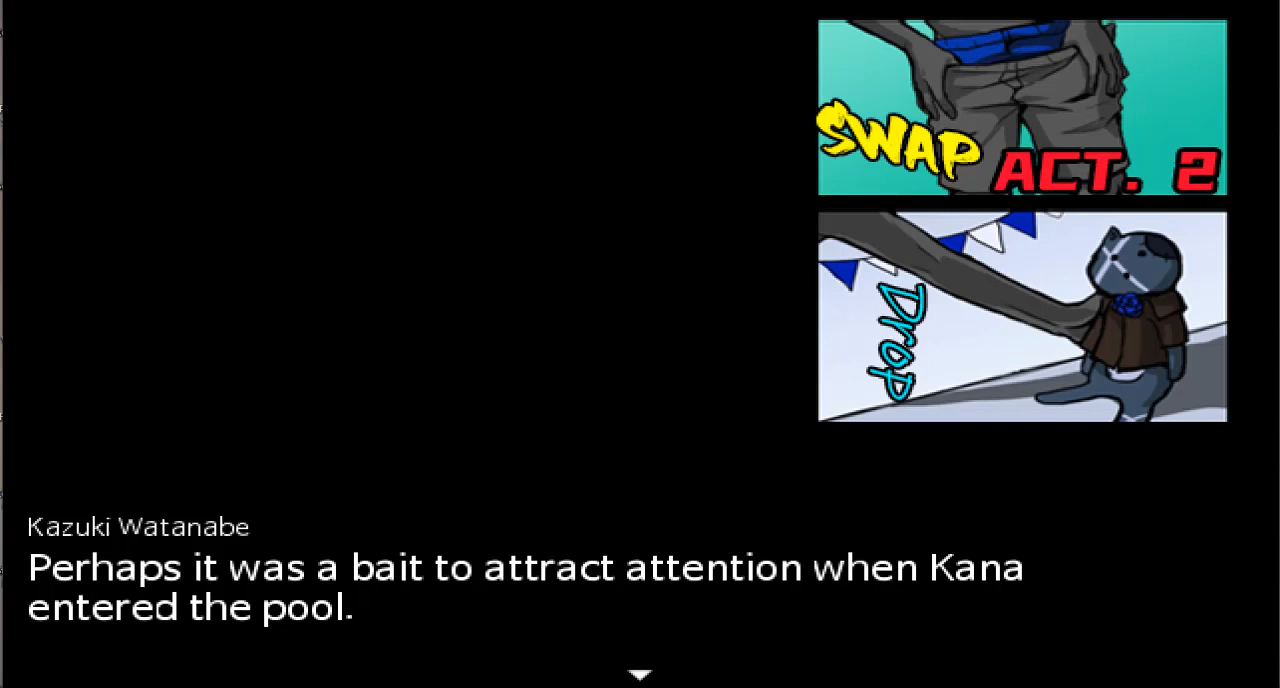 SWAP ACT. 2
Drop
Kazuki Watanabe
Perhaps it was a bait to attract attention when Kana
entered the pool.